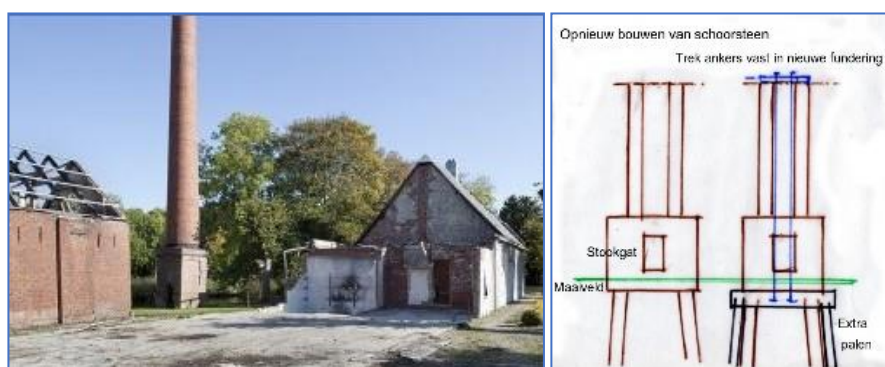 Opnieuw bouwen van schoorsteen
Trek ankers vast in nieuwe fundering
Stookgat
Maaiveld
Extra
palen